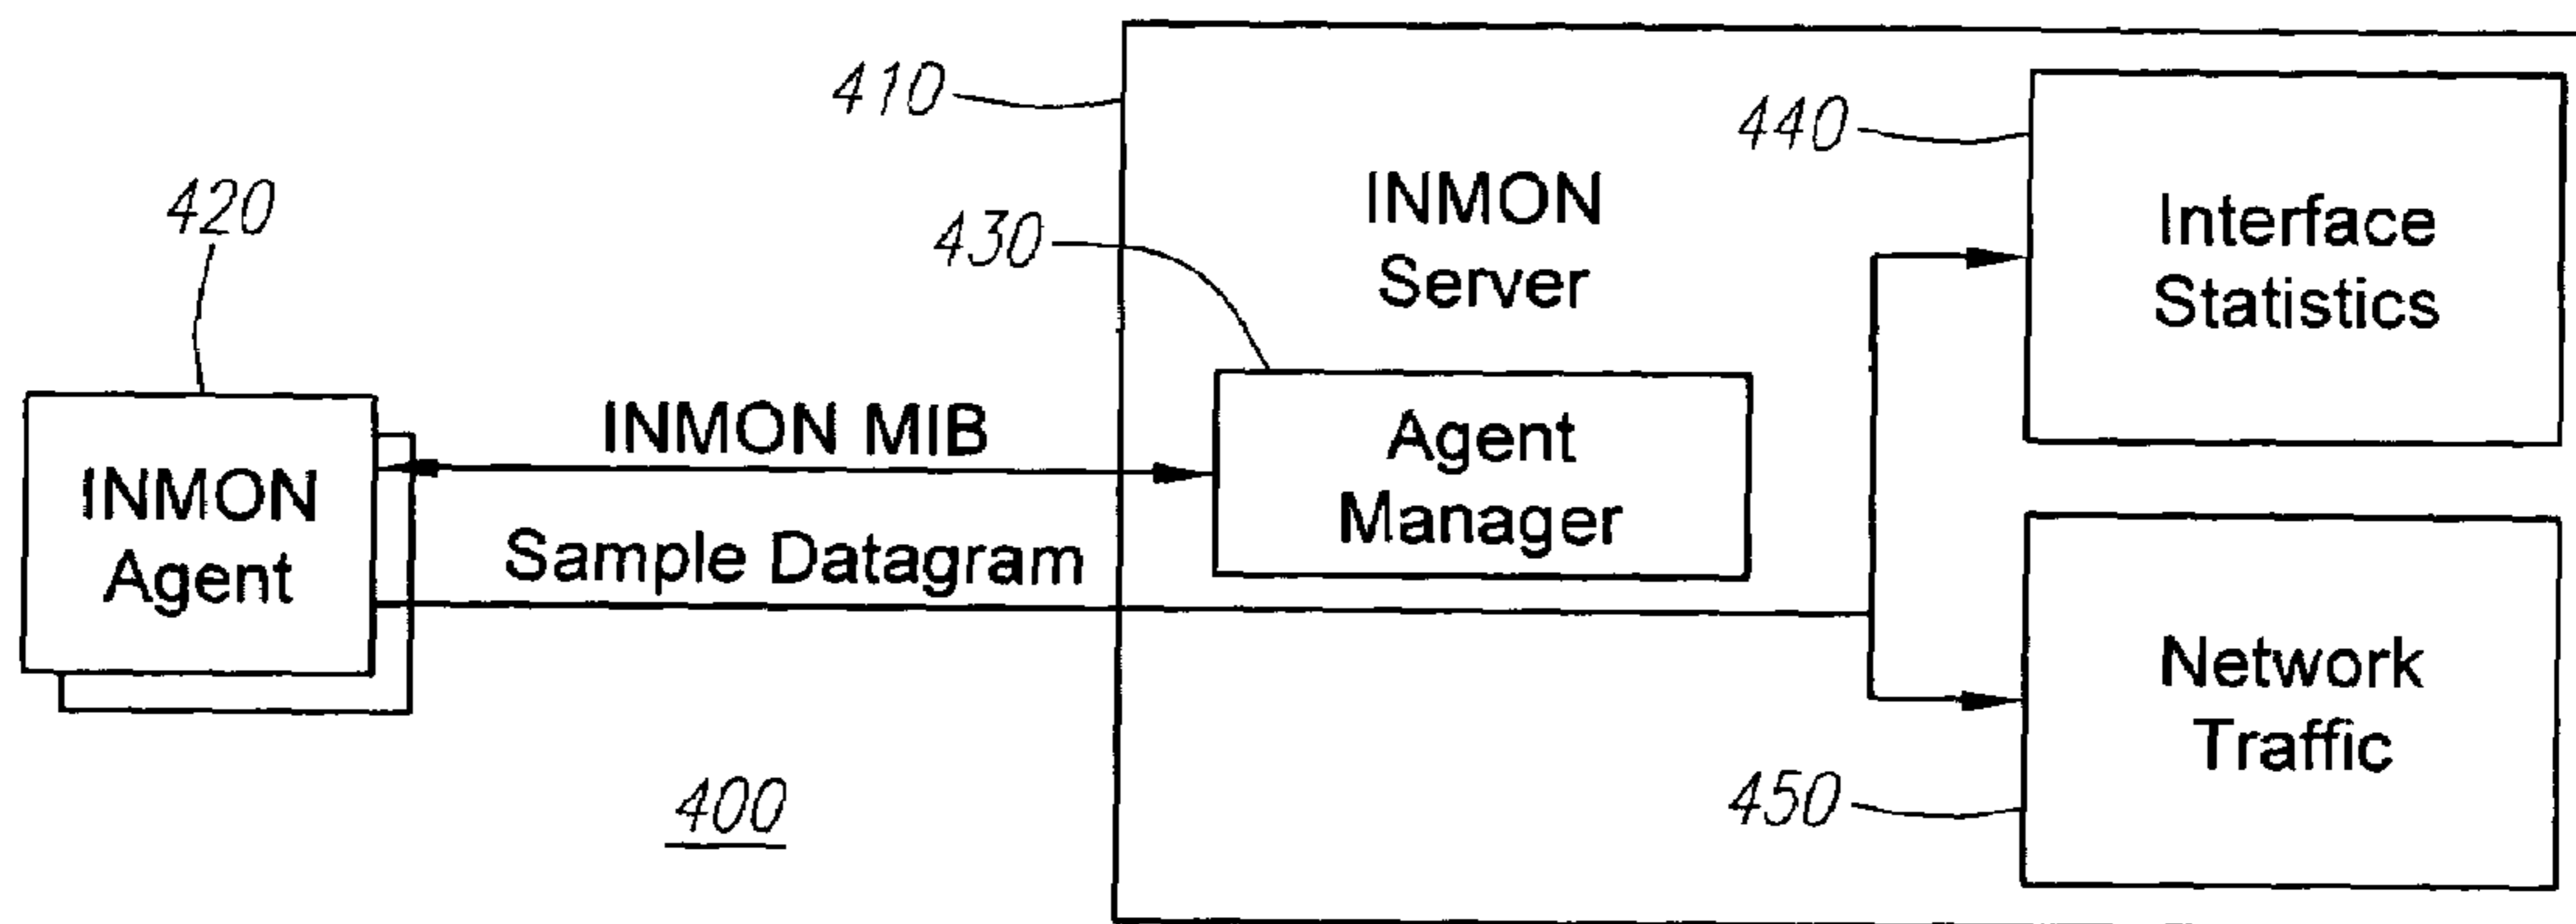 410
440
INMON
Server
Interface
Statistics
420
430
INMON MIB
Agent
Manager
INMON
Agent
Sample Datagram
Network
Traffic
400
450